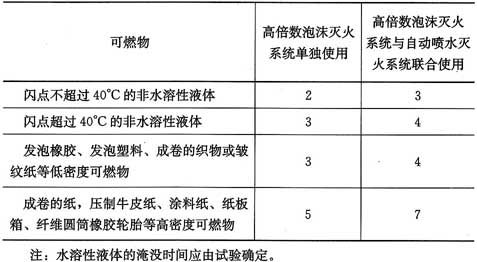 可燃物
高倍数泡沫灭火
系统单独使用
高倍数泡沫灭火
系统与自动喷水灭
火系统联合使用
闪点不超过40℃的非水溶性液体
2
3
闪点超过40℃的非水溶性液体
3
4
发泡橡胶、发泡塑料、成卷的织物或皱
纹纸等低密度可燃物
3
4
成卷的纸，压制牛皮纸、涂料纸、纸板
箱、纤维圆筒橡胶轮胎等高密度可燃物
5
7
注：水溶性液体的淹没时间应由试验确定。